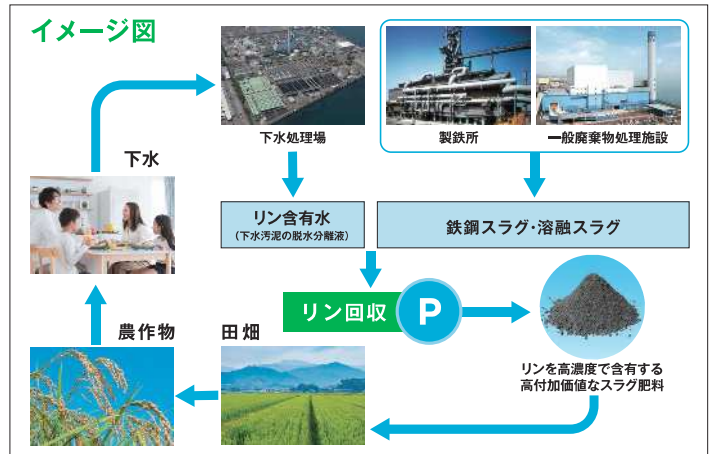 イメージ図
下水処理場
製鉄所
一般廃棄物処理施設
下水
リン含有水
(下水汚泥の脱水分離液)
鉄鋼スラグ・溶融スラグ
リン回収
P
リンを高濃度で含有する
高付加価値なスラグ肥料
農作物
田畑